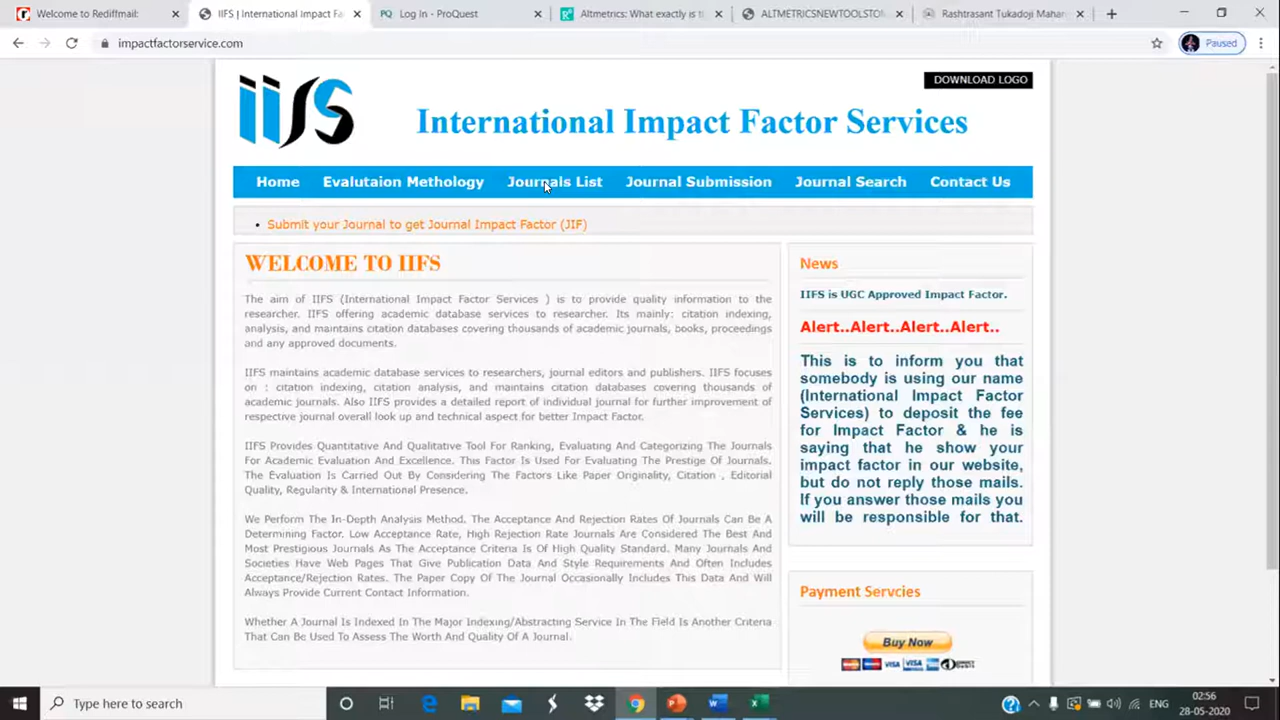 Welcome to Rediffmail:
IIFS | International Impact Fa
Log In - ProQuest
Altmetrics: What exactly is t
ALTMETRICSNEWTOOLSTO
Rashtrasant Tukadoji Mahar
impactfactorservice.com
Paused
DOWNLOAD LOGO
iifS
International Impact Factor Services
Home
Evalutaion Methology
Journals List
Journal Submission
Journal Search
Contact Us
• Submit your Journal to get Journal Impact Factor (JIF)
WELCOME TO IIFS
The aim of IIFS (International Impact Factor Services ) is to provide quality information to the
researcher. IIFS offering academic database services to researcher. Its mainly: citation indexing,
analysis, and maintains citation databases covering thousands of academic journals, books, proceedings
and any approved documents.
IIFS maintains academic database services to researchers, journal editors and publishers. IIFS focuses
on : citation indexing, citation analysis, and maintains citation databases covering thousands of
academic journals. Also IIFS provides a detailed report of individual journal for further improvement of
respective journal overall look up and technical aspect for better Impact Factor.
IIFS Provides Quantitative And Qualitative Tool For Ranking, Evaluating And Categorizing The Journals
For Academic Evaluation And Excellence. This Factor Is Used For Evaluating The Prestige Of Journals.
The Evaluation Is Carried Out By Considering The Factors Like Paper Originality, Citation , Editorial
Quality, Regularity & International Presence.
We Perform The In-Depth Analysis Method. The Acceptance And Rejection Rates Of Journals Can Be A
Determining Factor. Low Acceptance Rate, High Rejection Rate Journals Are Considered The Best And
Most Prestigious Journals As The Acceptance Criteria Is Of High Quality Standard. Many Journals And
Societies Have Web Pages That Give Publication Data And Style Requirements And Often Includes
Acceptance/Rejection Rates. The Paper Copy Of The Journal Occasionally Includes This Data And Will
Always Provide Current Contact Information.
Whether A Journal Is Indexed In The Major Indexing/Abstracting Service In The Field Is Another Criteria
That Can Be Used To Assess The Worth And Quality Of A Journal.
News
IIFS is UGC Approved Impact Factor.
Alert..Alert..Alert..Alert..
This is to inform you that
somebody is using our name
(International Impact Factor
Services) to deposit the fee
for Impact Factor & he is
saying that he show your
impact factor in our website,
but do not reply those mails.
If you answer those mails you
will be responsible for that.
Payment Servcies
Buy Now
Type here to search
ENG
02:56
28-05-2020